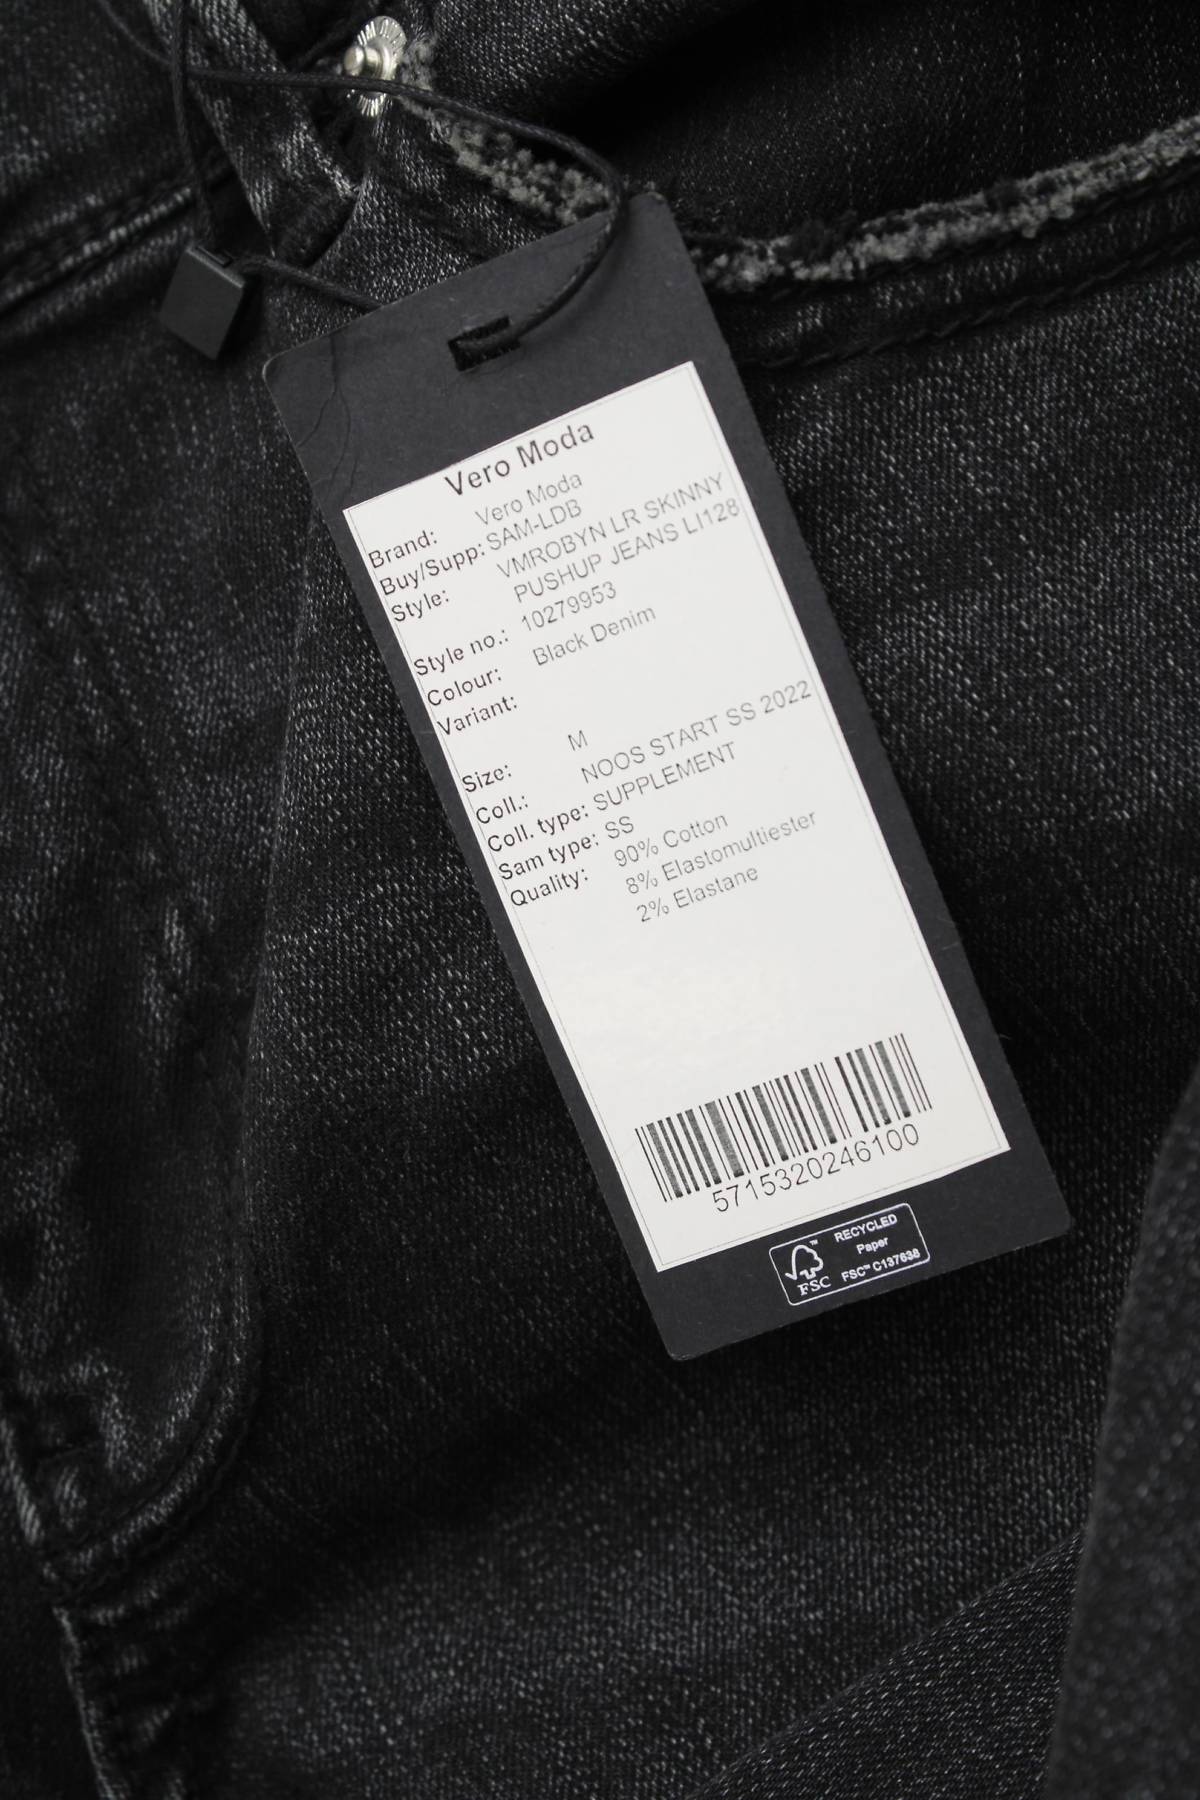 Vero Moda
Brand: Vero Moda
Buy/Supp: SAM-LDB
Style: VMROBYN LR SKINNY
PUSHUP JEANS LI128
Style no.: 10279953
Colour: Black Denim
Variant:
Size: M
Coll.: NOOS START SS 2022
Coll. type: SUPPLEMENT
Sam type: SS
Quality: 90% Cotton
8% Elastomultiester
2% Elastane
5715320246100
FSC™
RECYCLED
Paper
FSC™ C137638